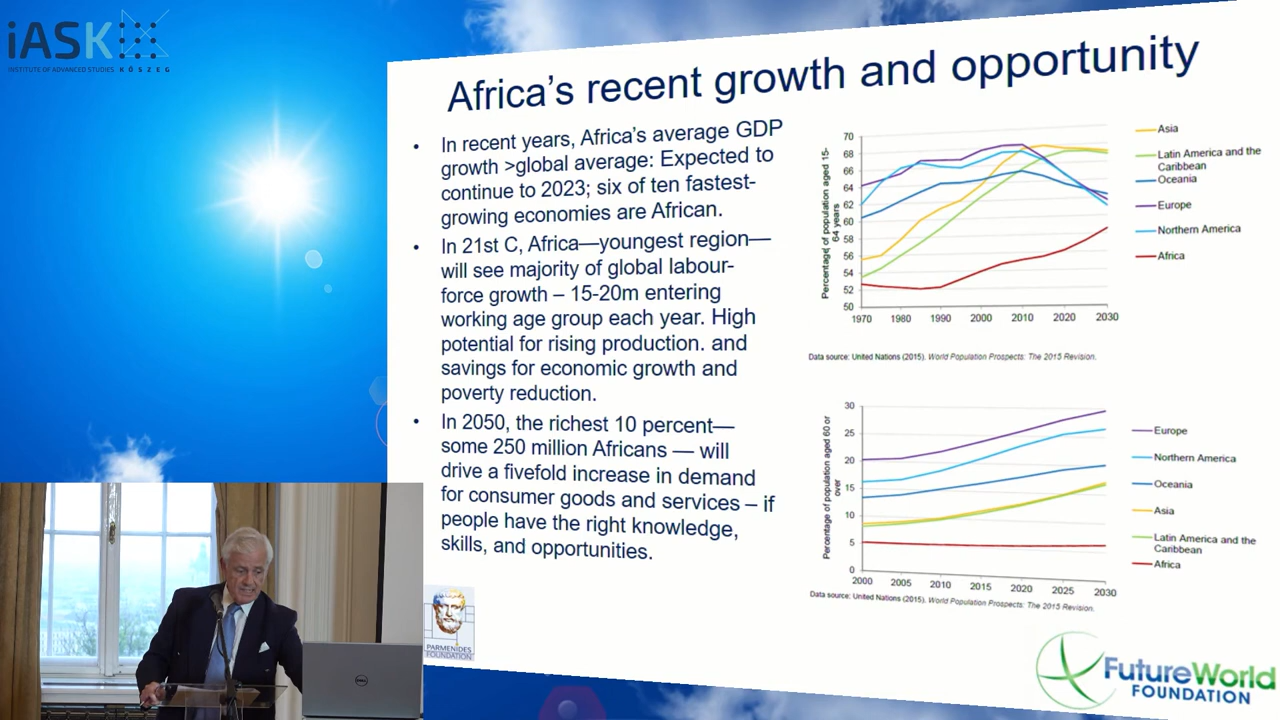 iASK
INSTITUTE OF ADVANCED STUDIES KŐSZEG
Africa's recent growth and opportunity
• In recent years, Africa's average GDP
growth >global average: Expected to
continue to 2023; six of ten fastest-
growing economies are African.
• In 21st C, Africa—youngest region—
will see majority of global labour-
force growth – 15-20m entering
working age group each year. High
potential for rising production. and
savings for economic growth and
poverty reduction.
• In 2050, the richest 10 percent—
some 250 million Africans — will
drive a fivefold increase in demand
for consumer goods and services – if
people have the right knowledge,
skills, and opportunities.
Percentage of population aged 15-
64 years
70
68
66
64
62
60
58
56
54
52
50
1970 1980 1990 2000 2010 2020 2030
Asia
Latin America and the
Caribbean
Oceania
Europe
Northern America
Africa
Data source: United Nations (2015). World Population Prospects: The 2015 Revision.
Percentage of population aged 60 or
over
30
25
20
15
10
5
0
2000 2005 2010 2015 2020 2025 2030
Europe
Northern America
Oceania
Asia
Latin America and the
Caribbean
Africa
Data source: United Nations (2015). World Population Prospects: The 2015 Revision.
PARMENIDES
FOUNDATION
FutureWorld
FOUNDATION
DELL